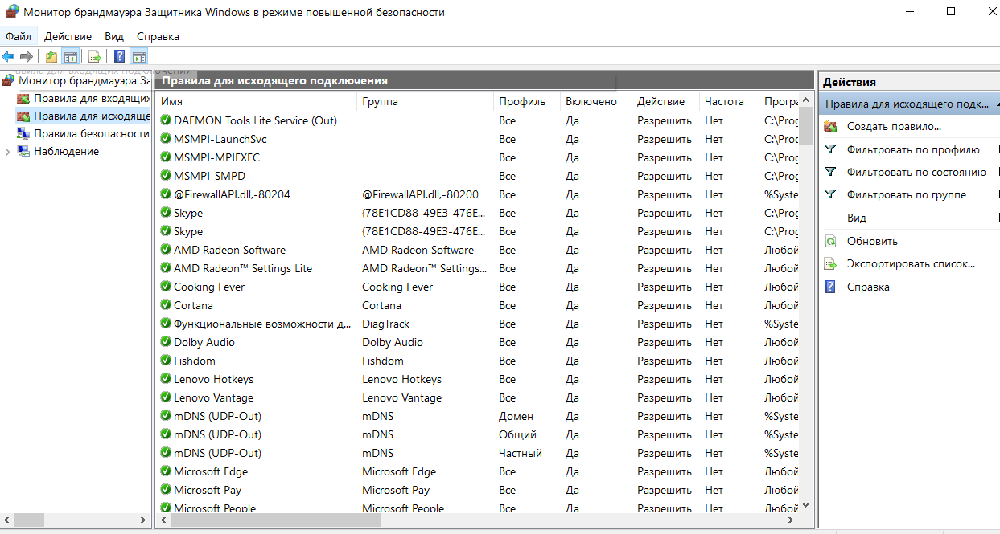 Монитор брандмауэра Защитника Windows в режиме повышенной безопасности
Файл Действие Вид Справка
Монитор брандмауэра За
Правила для входящих
Правила для исходяще
Правила безопасности
Наблюдение
Правила для исходящего подключения
Имя Группа Профиль Включено Действие Частота Програ
DAEMON Tools Lite Service (Out) Все Да Разрешить Нет C:\Prog
MSMPI-LaunchSvc Все Да Разрешить Нет C:\Prog
MSMPI-MPIEXEC Все Да Разрешить Нет C:\Prog
MSMPI-SMPD Все Да Разрешить Нет C:\Prog
@FirewallAPI.dll,-80204 @FirewallAPI.dll,-80200 Все Да Разрешить Нет %Syste
Skype {78E1CD88-49E3-476E... Все Да Разрешить Нет C:\Prog
Skype {78E1CD88-49E3-476E... Все Да Разрешить Нет C:\Prog
AMD Radeon Software AMD Radeon Software Все Да Разрешить Нет Любой
AMD Radeon™ Settings Lite AMD Radeon™ Settings... Все Да Разрешить Нет Любой
Cooking Fever Cooking Fever Все Да Разрешить Нет Любой
Cortana Cortana Все Да Разрешить Нет Любой
Функциональные возможности д... DiagTrack Все Да Разрешить Нет %Syste
Dolby Audio Dolby Audio Все Да Разрешить Нет Любой
Fishdom Fishdom Все Да Разрешить Нет Любой
Lenovo Hotkeys Lenovo Hotkeys Все Да Разрешить Нет Любой
Lenovo Vantage Lenovo Vantage Все Да Разрешить Нет Любой
mDNS (UDP-Out) mDNS Домен Да Разрешить Нет %Syste
mDNS (UDP-Out) mDNS Общий Да Разрешить Нет %Syste
mDNS (UDP-Out) mDNS Частный Да Разрешить Нет %Syste
Microsoft Edge Microsoft Edge Все Да Разрешить Нет Любой
Microsoft Pay Microsoft Pay Все Да Разрешить Нет Любой
Microsoft People Microsoft People Все Да Разрешить Нет Любой
Действия
Правила для исходящего подк...
Создать правило...
Фильтровать по профилю
Фильтровать по состоянию
Фильтровать по группе
Вид
Обновить
Экспортировать список...
Справка